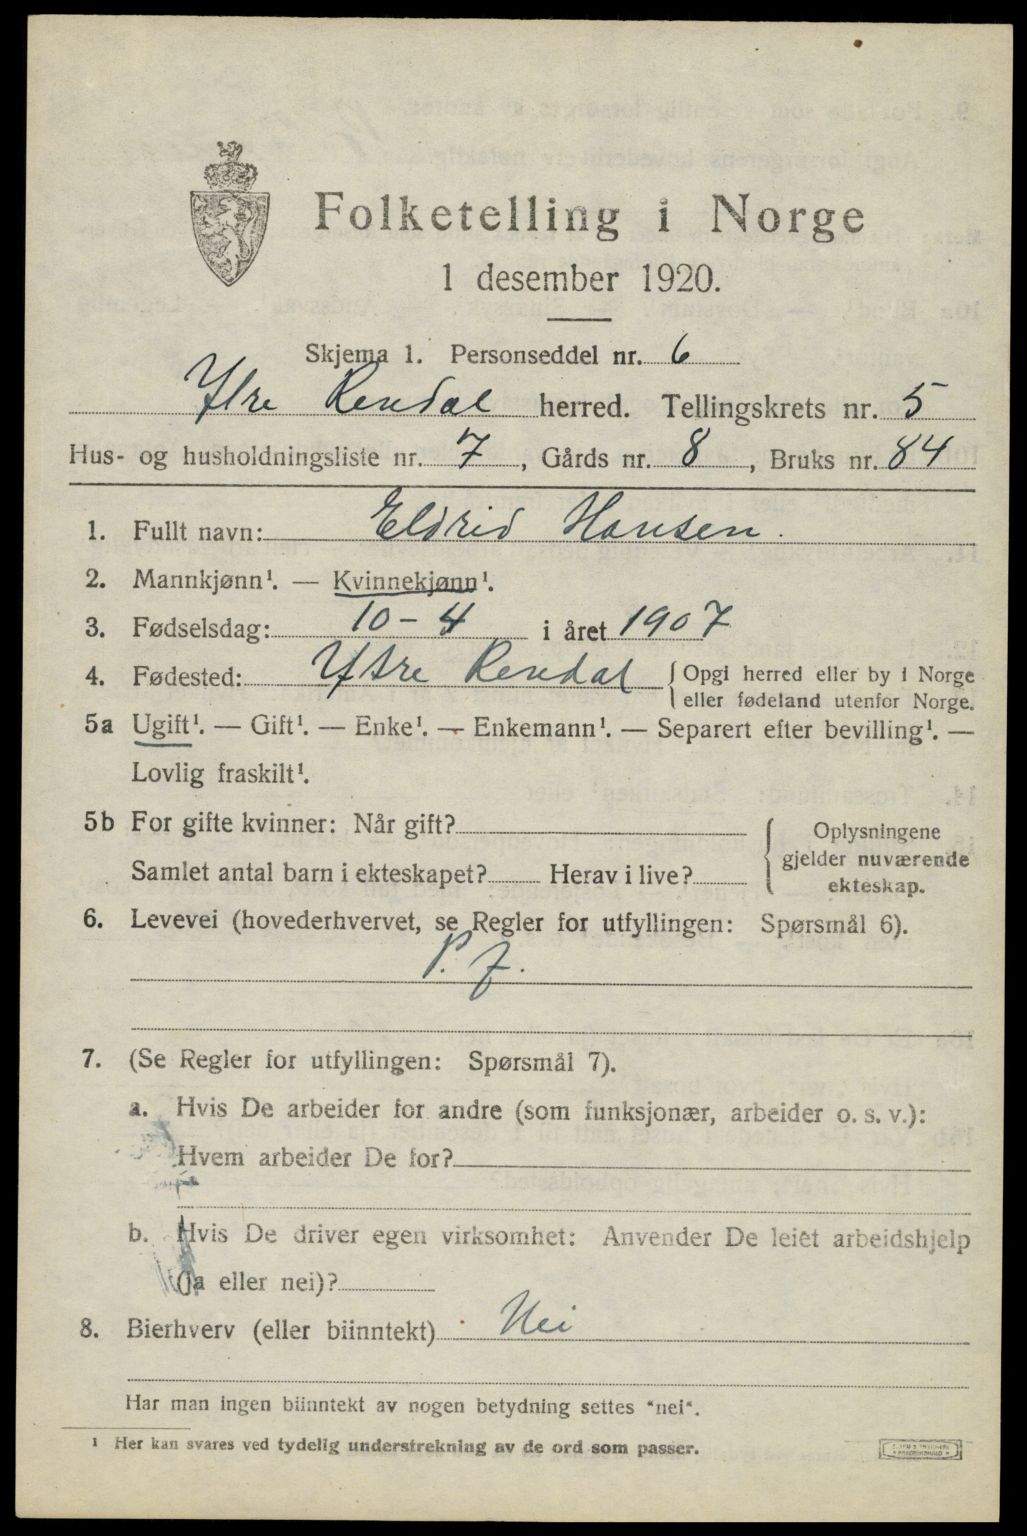 Folketelling i Norge
1 desember 1920.
Skjema 1. Personseddel nr. 6
Ytre Rendal herred. Tellingskrets nr. 5
Hus- og husholdningsliste nr. 7, Gårds nr. 8, Bruks nr. 84
1. Fullt navn: Eldrid Hansen.
2. Mannkjønn¹. — Kvinnekjønn¹.
3. Fødselsdag: 10-4 i året 1907
4. Fødested: Ytre Rendal { Opgi herred eller by i Norge
eller fødeland utenfor Norge.
5a Ugift¹. — Gift¹. — Enke¹. — Enkemann¹. — Separert efter bevilling¹. —
Lovlig fraskilt¹.
5b For gifte kvinner: Når gift?
Samlet antal barn i ekteskapet? Herav i live?
{ Oplysningene
gjelder nuværende
ekteskap.
6. Levevei (hovederhvervet, se Regler for utfyllingen: Spørsmål 6).
P. f.
7. (Se Regler for utfyllingen: Spørsmål 7).
a. Hvis De arbeider for andre (som funksjonær, arbeider o. s. v.):
Hvem arbeider De for?
b. Hvis De driver egen virksomhet: Anvender De leiet arbeidshjelp
(ja eller nei)?
8. Bierhverv (eller biinntekt) Nei
Har man ingen biinntekt av nogen betydning settes "nei".
¹ Her kan svares ved tydelig understrekning av de ord som passer.